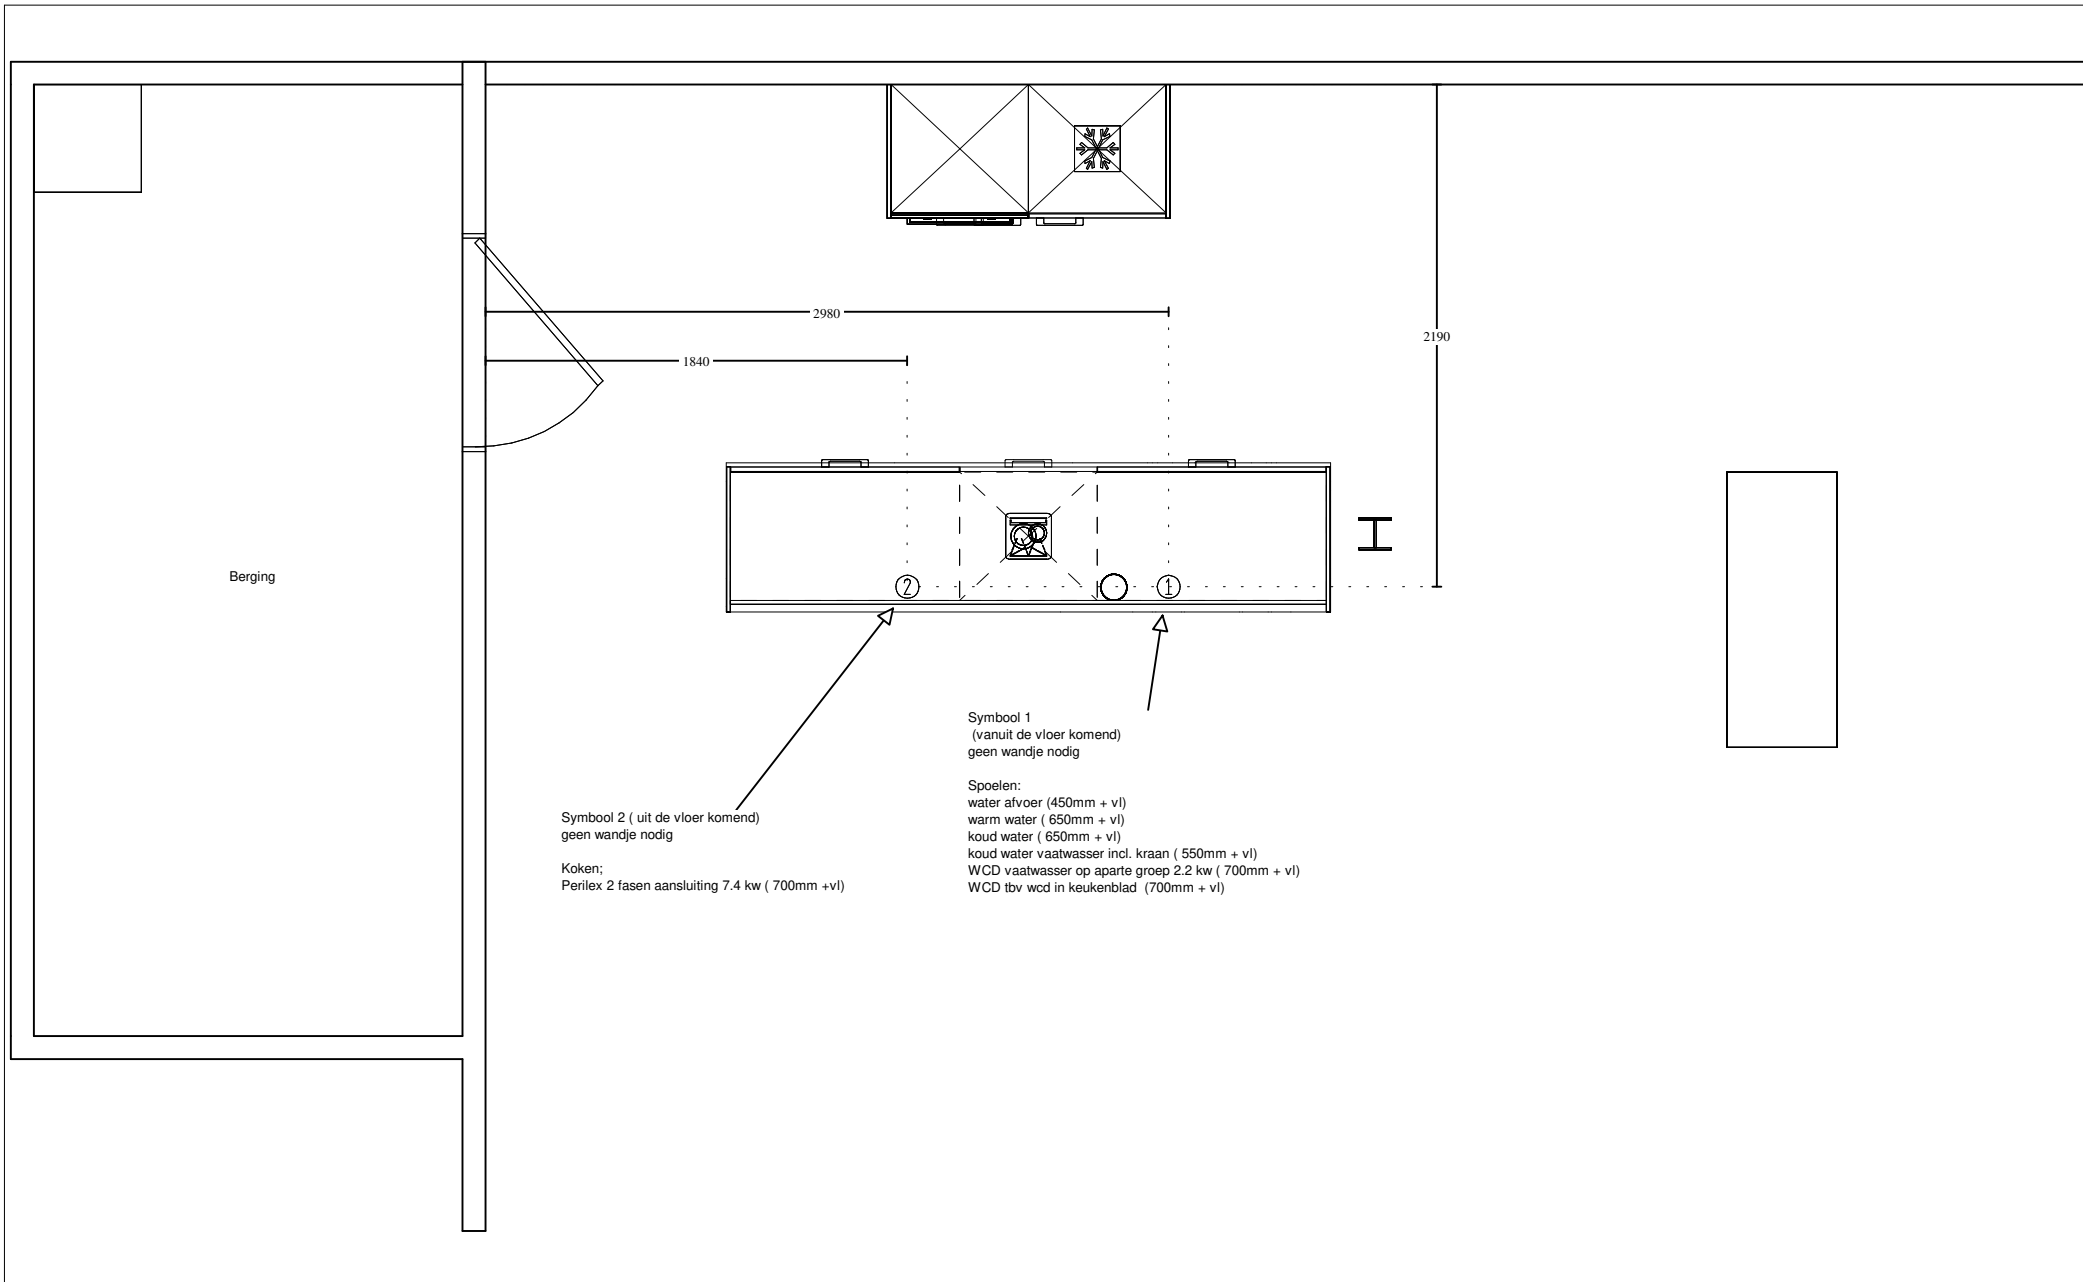 2980
2190
1840
Berging
2
1
Symbool 1
(vanuit de vloer komend)
geen wandje nodig
Spoelen:
water afvoer (450mm + vl)
warm water ( 650mm + vl)
koud water ( 650mm + vl)
koud water vaatwasser incl. kraan ( 550mm + vl)
WCD vaatwasser op aparte groep 2.2 kw ( 700mm + vl)
WCD tbv wcd in keukenblad (700mm + vl)
Symbool 2 ( uit de vloer komend)
geen wandje nodig
Koken;
Perilex 2 fasen aansluiting 7.4 kw ( 700mm +vl)